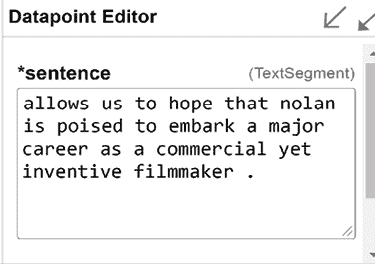 Datapoint Editor
*sentence (TextSegment)
allows us to hope that nolan
is poised to embark a major
career as a commercial yet
inventive filmmaker .